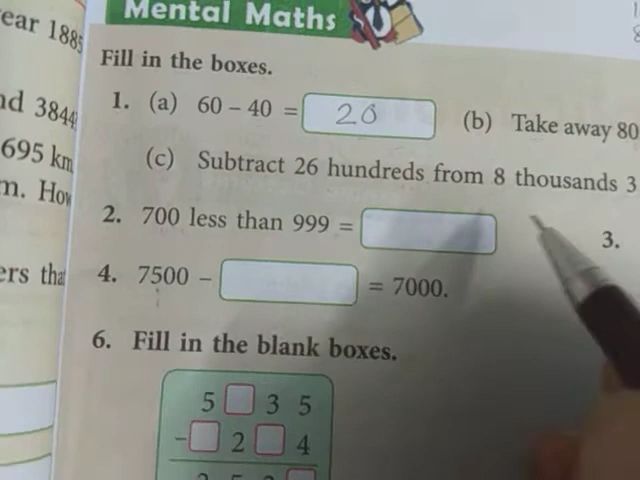 Mental Maths
ear 1885
Fill in the boxes.
1. (a) 60 – 40 = 20 (b) Take away 80
nd 3844
(c) Subtract 26 hundreds from 8 thousands 3
695 km
m. How
2. 700 less than 999 = 3.
4. 7500 – = 7000.
ers that
6. Fill in the blank boxes.
5 3 5
– 2 4